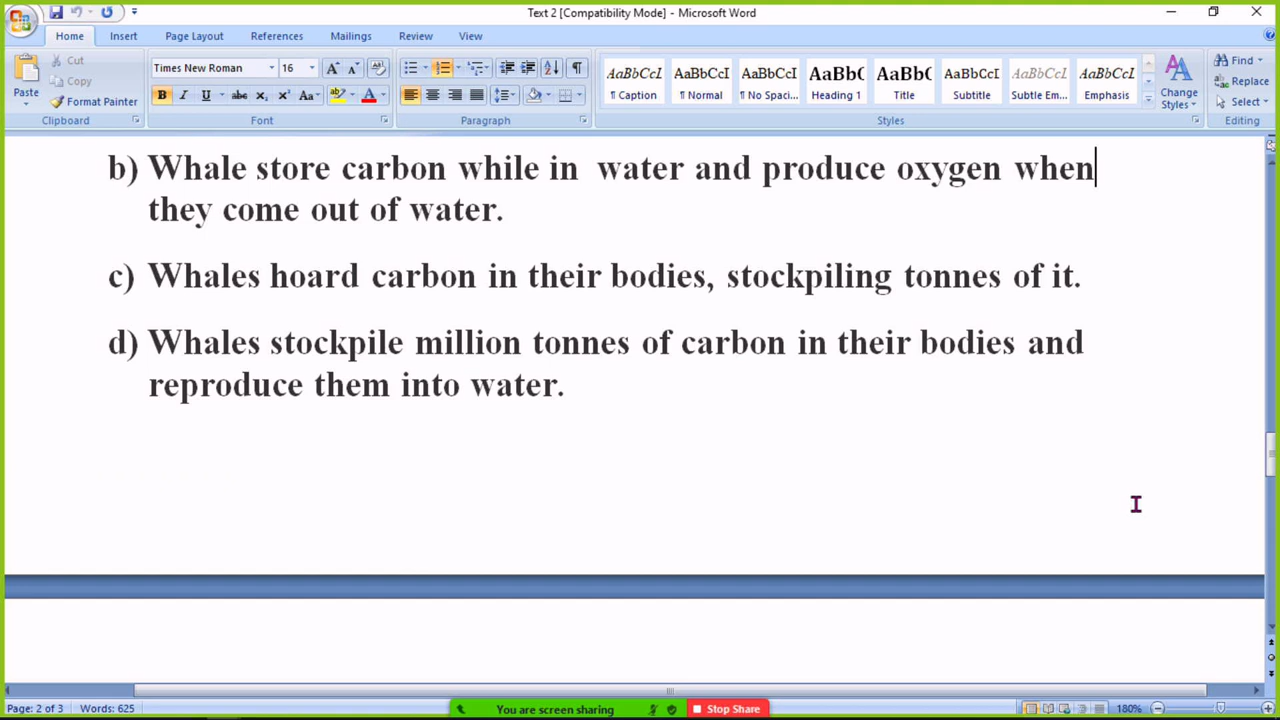 Text 2 [Compatibility Mode] - Microsoft Word
Home Insert Page Layout References Mailings Review View
Paste
Cut
Copy
Format Painter
Clipboard
Times New Roman 16
B I U abc X₂ X² Aa A
Font
Paragraph
AaBbCcI AaBbCcI AaBbCcI AaBbC AaBbC AaBbCcI AaBbCcI AaBbCcI
¶ Caption ¶ Normal ¶ No Spaci... Heading 1 Title Subtitle Subtle Em... Emphasis
Change Styles
Styles
Find
Replace
Select
Editing
b) Whale store carbon while in water and produce oxygen when
they come out of water.
c) Whales hoard carbon in their bodies, stockpiling tonnes of it.
d) Whales stockpile million tonnes of carbon in their bodies and
reproduce them into water.
Page: 2 of 3 Words: 625
You are screen sharing Stop Share
180%